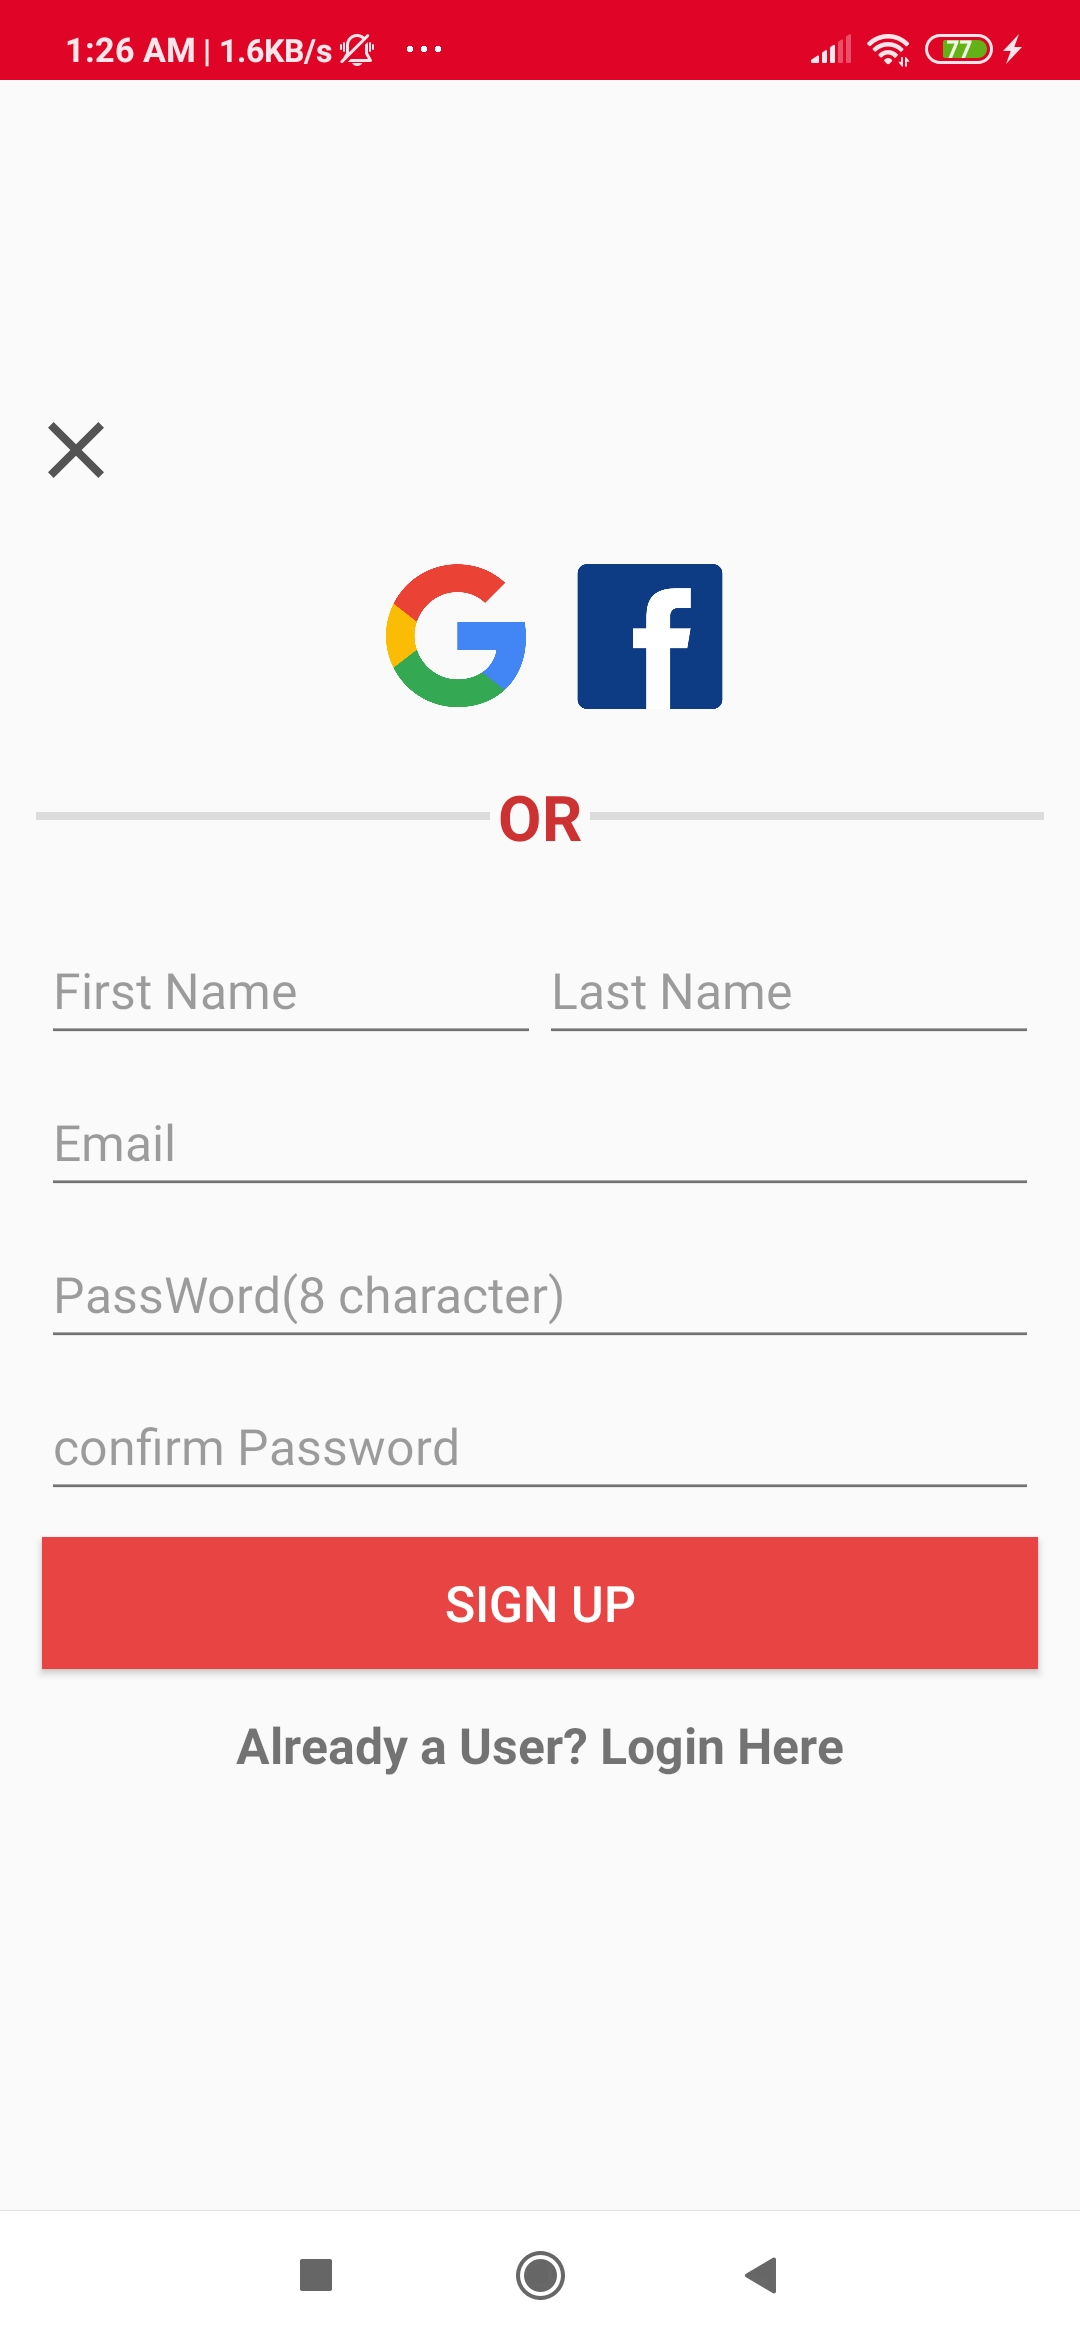 1:26 AM | 1.6KB/s ... 77
OR
First Name Last Name
Email
PassWord(8 character)
confirm Password
SIGN UP
Already a User? Login Here